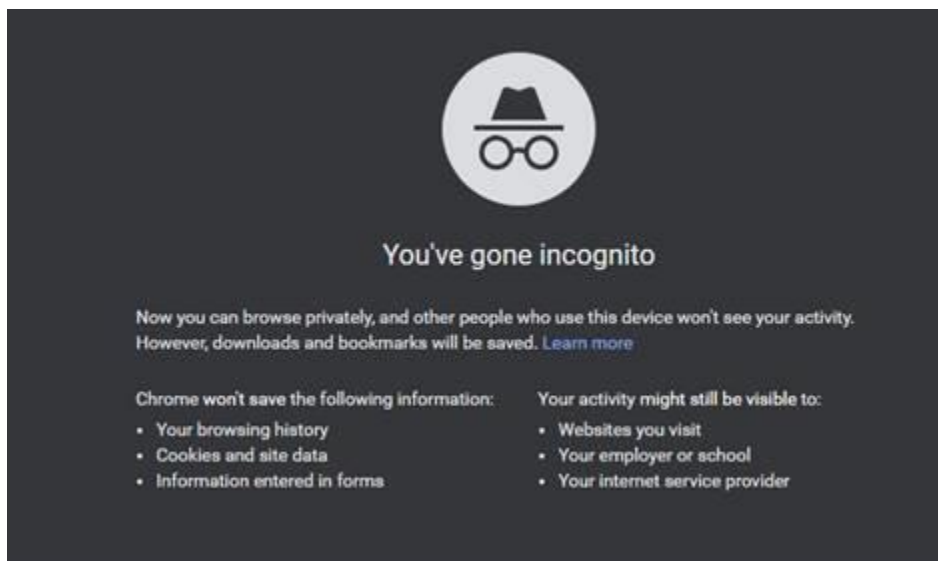 You've gone incognito
Now you can browse privately, and other people who use this device won't see your activity.
However, downloads and bookmarks will be saved. Learn more
Chrome won't save the following information:
• Your browsing history
• Cookies and site data
• Information entered in forms
Your activity might still be visible to:
• Websites you visit
• Your employer or school
• Your internet service provider